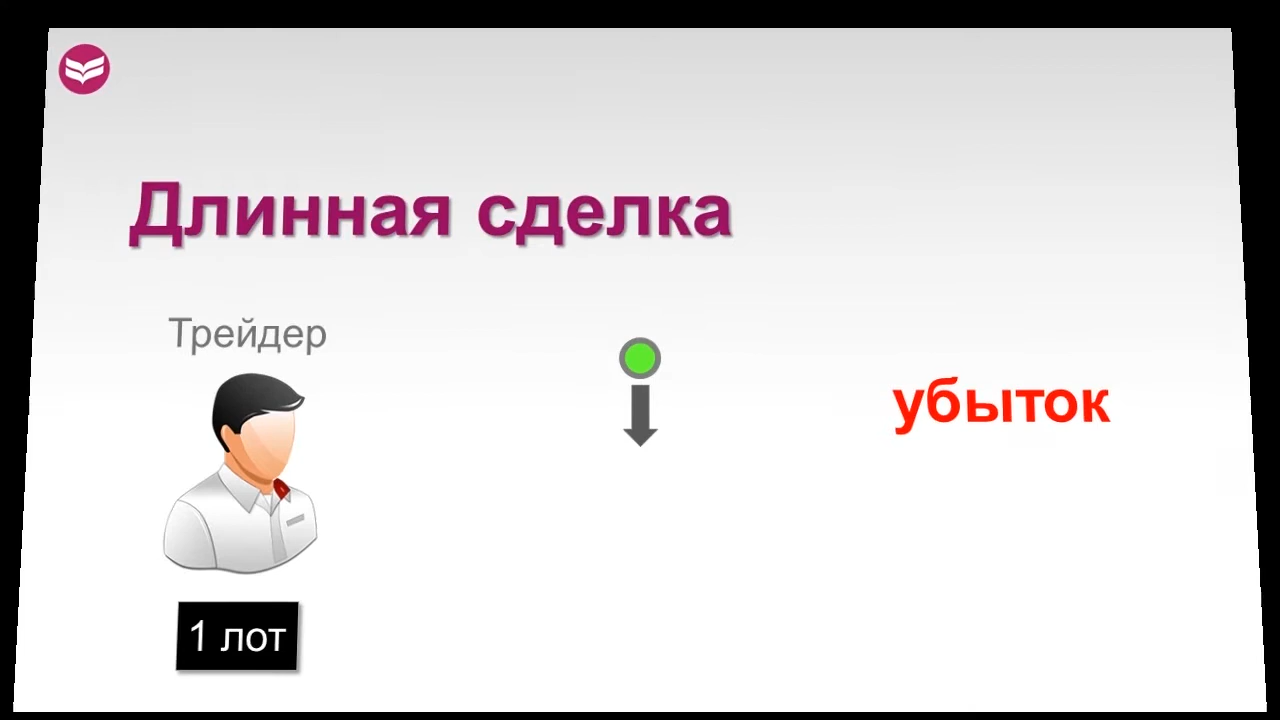 Длинная сделка
Трейдер
убыток
1 лот